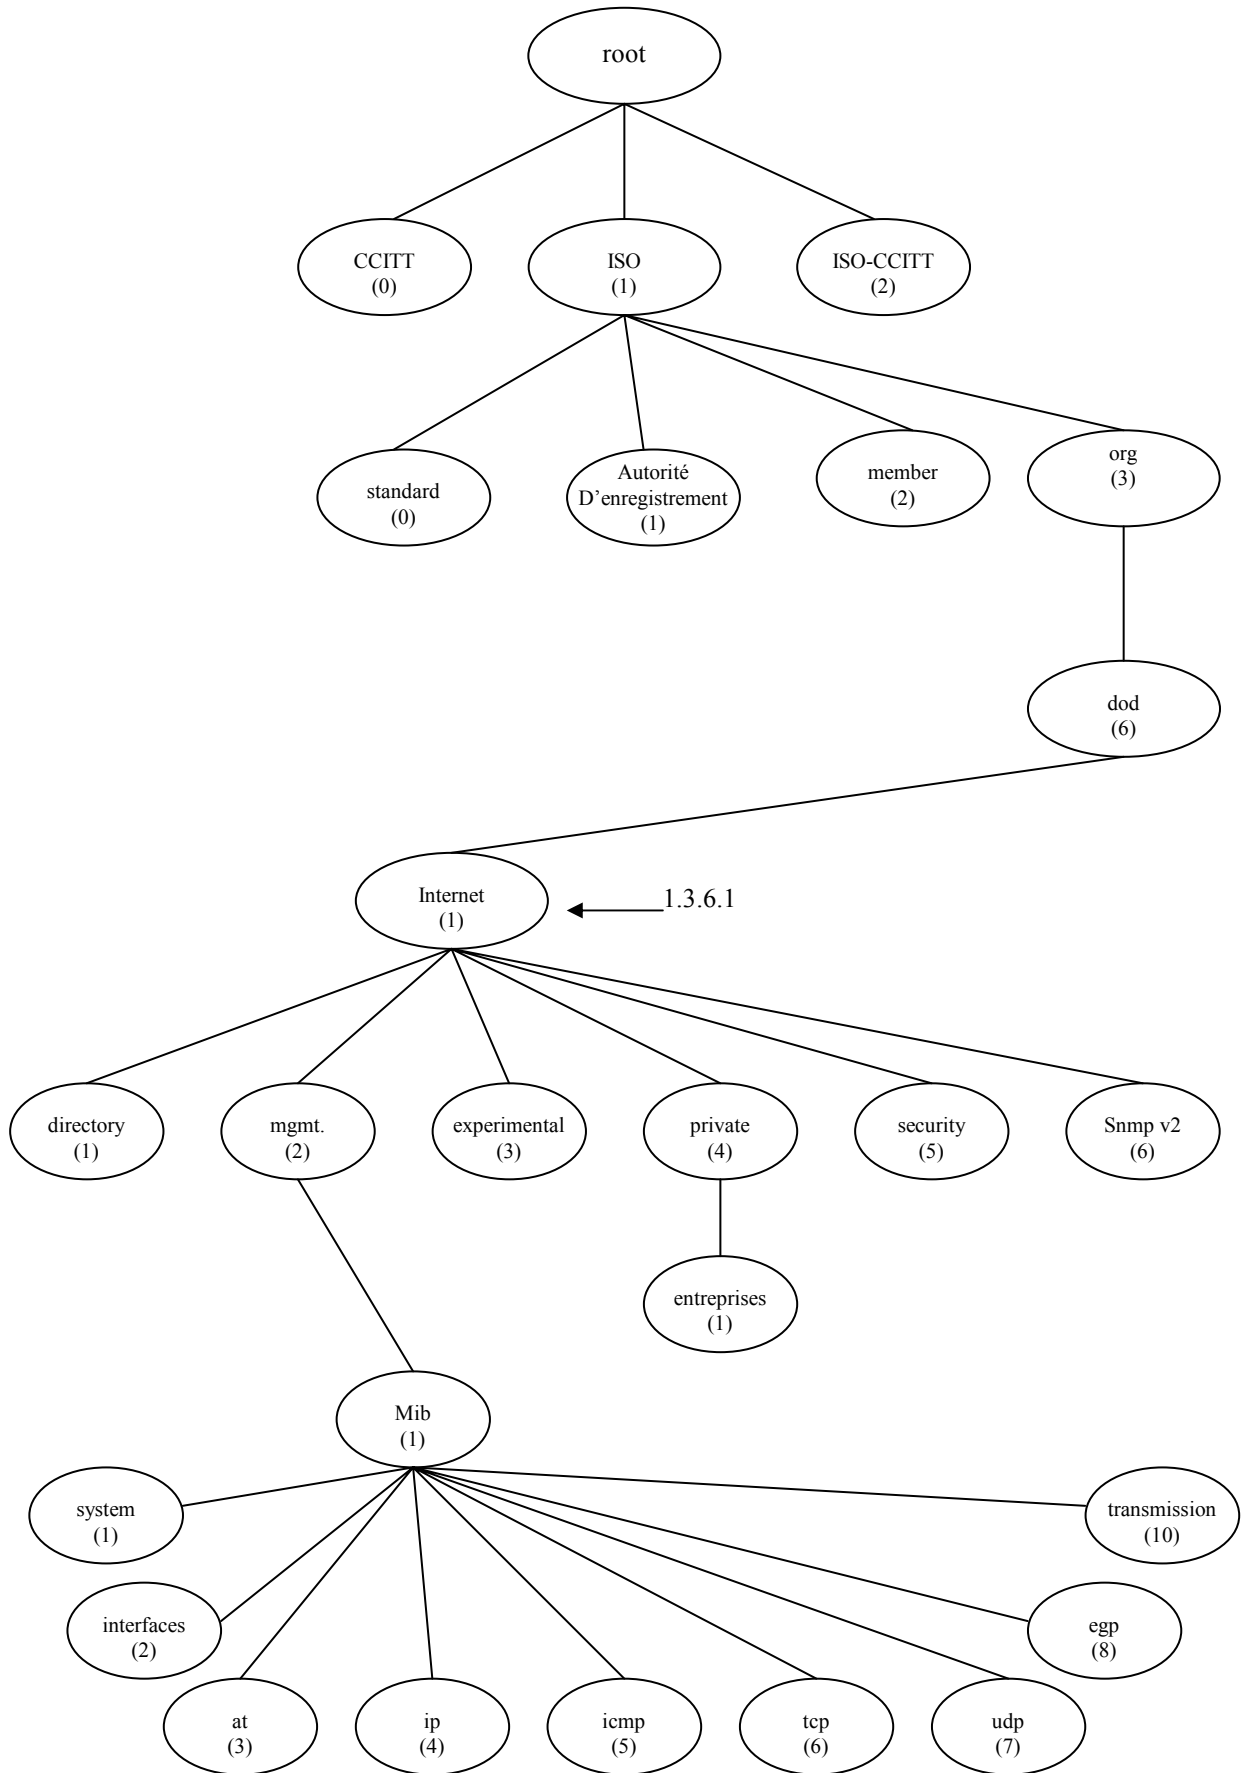 root
CCITT
(0)
ISO
(1)
ISO-CCITT
(2)
standard
(0)
Autorité
D’enregistrement
(1)
member
(2)
org
(3)
dod
(6)
Internet
(1)
1.3.6.1
directory
(1)
mgmt.
(2)
experimental
(3)
private
(4)
security
(5)
Snmp v2
(6)
entreprises
(1)
Mib
(1)
system
(1)
transmission
(10)
interfaces
(2)
egp
(8)
at
(3)
ip
(4)
icmp
(5)
tcp
(6)
udp
(7)